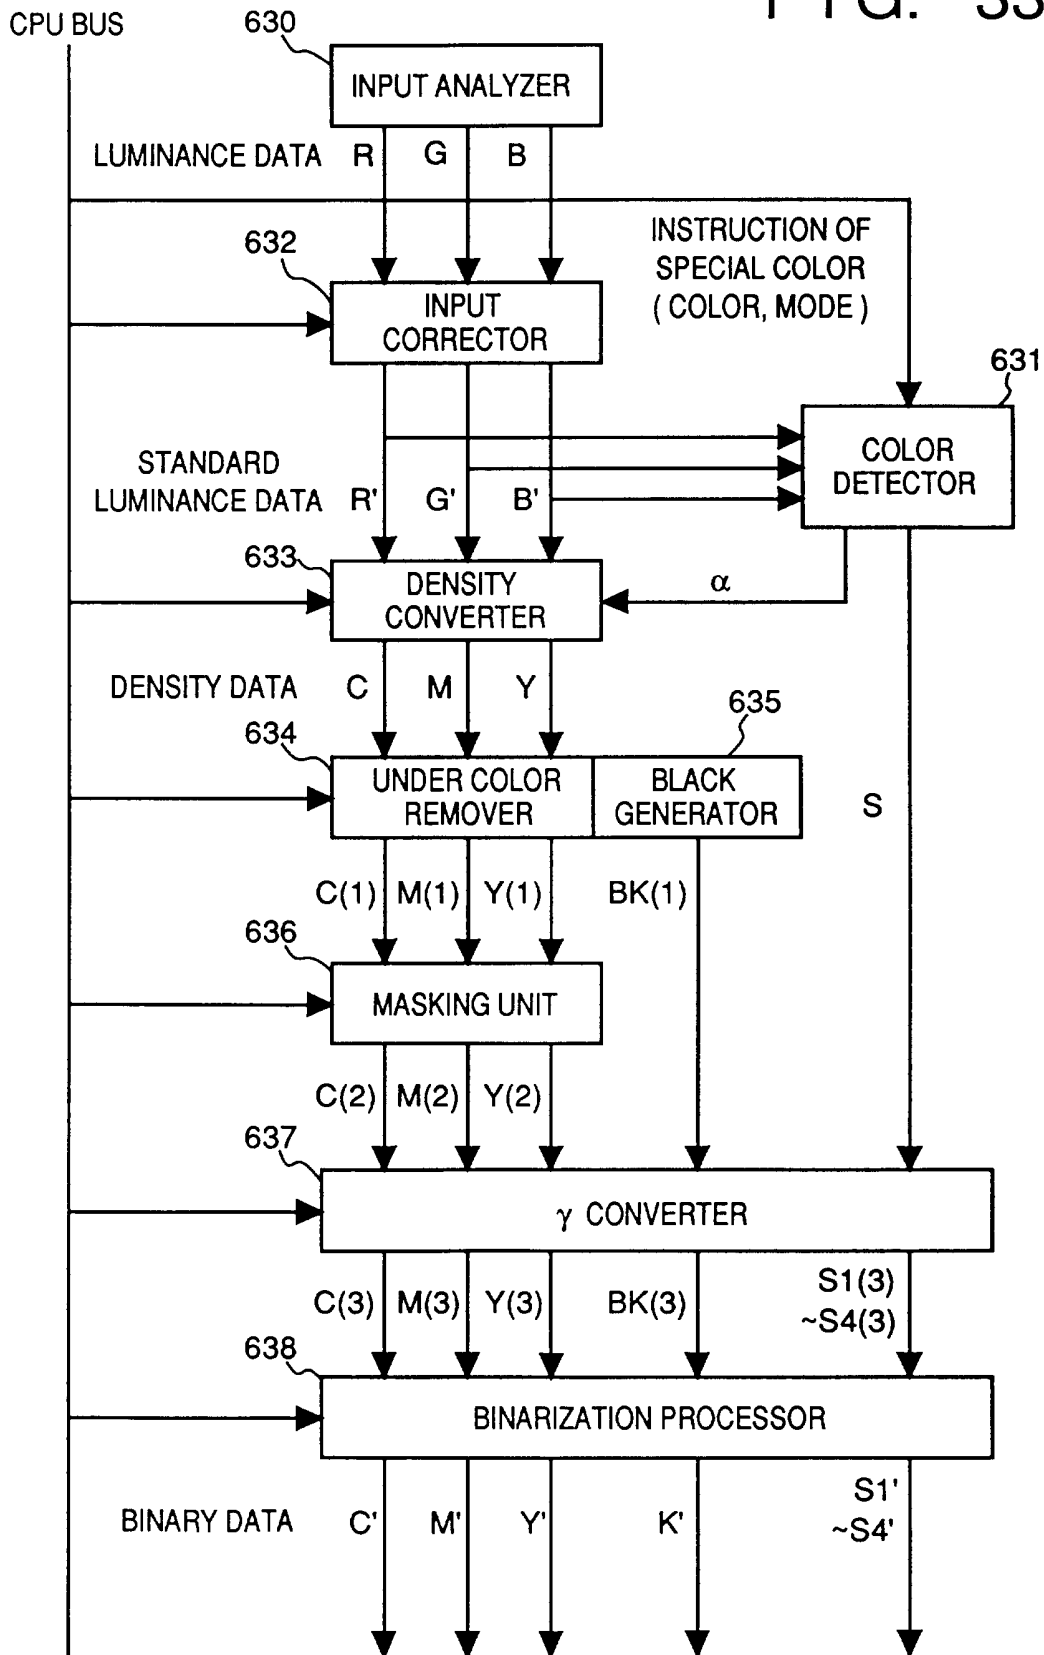 FIG. 33
CPU BUS
630
INPUT ANALYZER
LUMINANCE DATA R G B
INSTRUCTION OF
SPECIAL COLOR
( COLOR, MODE )
632
INPUT
CORRECTOR
631
COLOR
DETECTOR
STANDARD
LUMINANCE DATA R' G' B'
633
DENSITY
CONVERTER
α
DENSITY DATA C M Y
634
635
UNDER COLOR
REMOVER
BLACK
GENERATOR
S
C(1) M(1) Y(1) BK(1)
636
MASKING UNIT
C(2) M(2) Y(2)
637
γ CONVERTER
C(3) M(3) Y(3) BK(3) S1(3)
~S4(3)
638
BINARIZATION PROCESSOR
BINARY DATA C' M' Y' K' S1'
~S4'